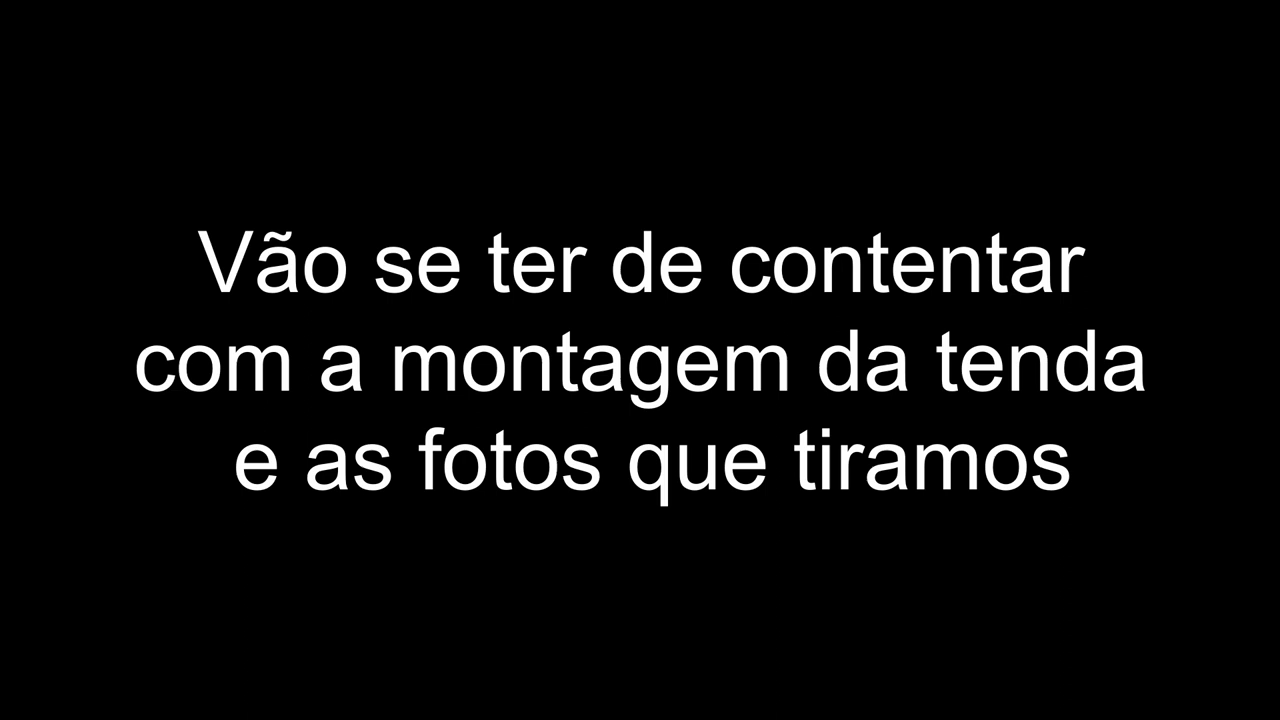 Vão se ter de contentar
com a montagem da tenda
e as fotos que tiramos